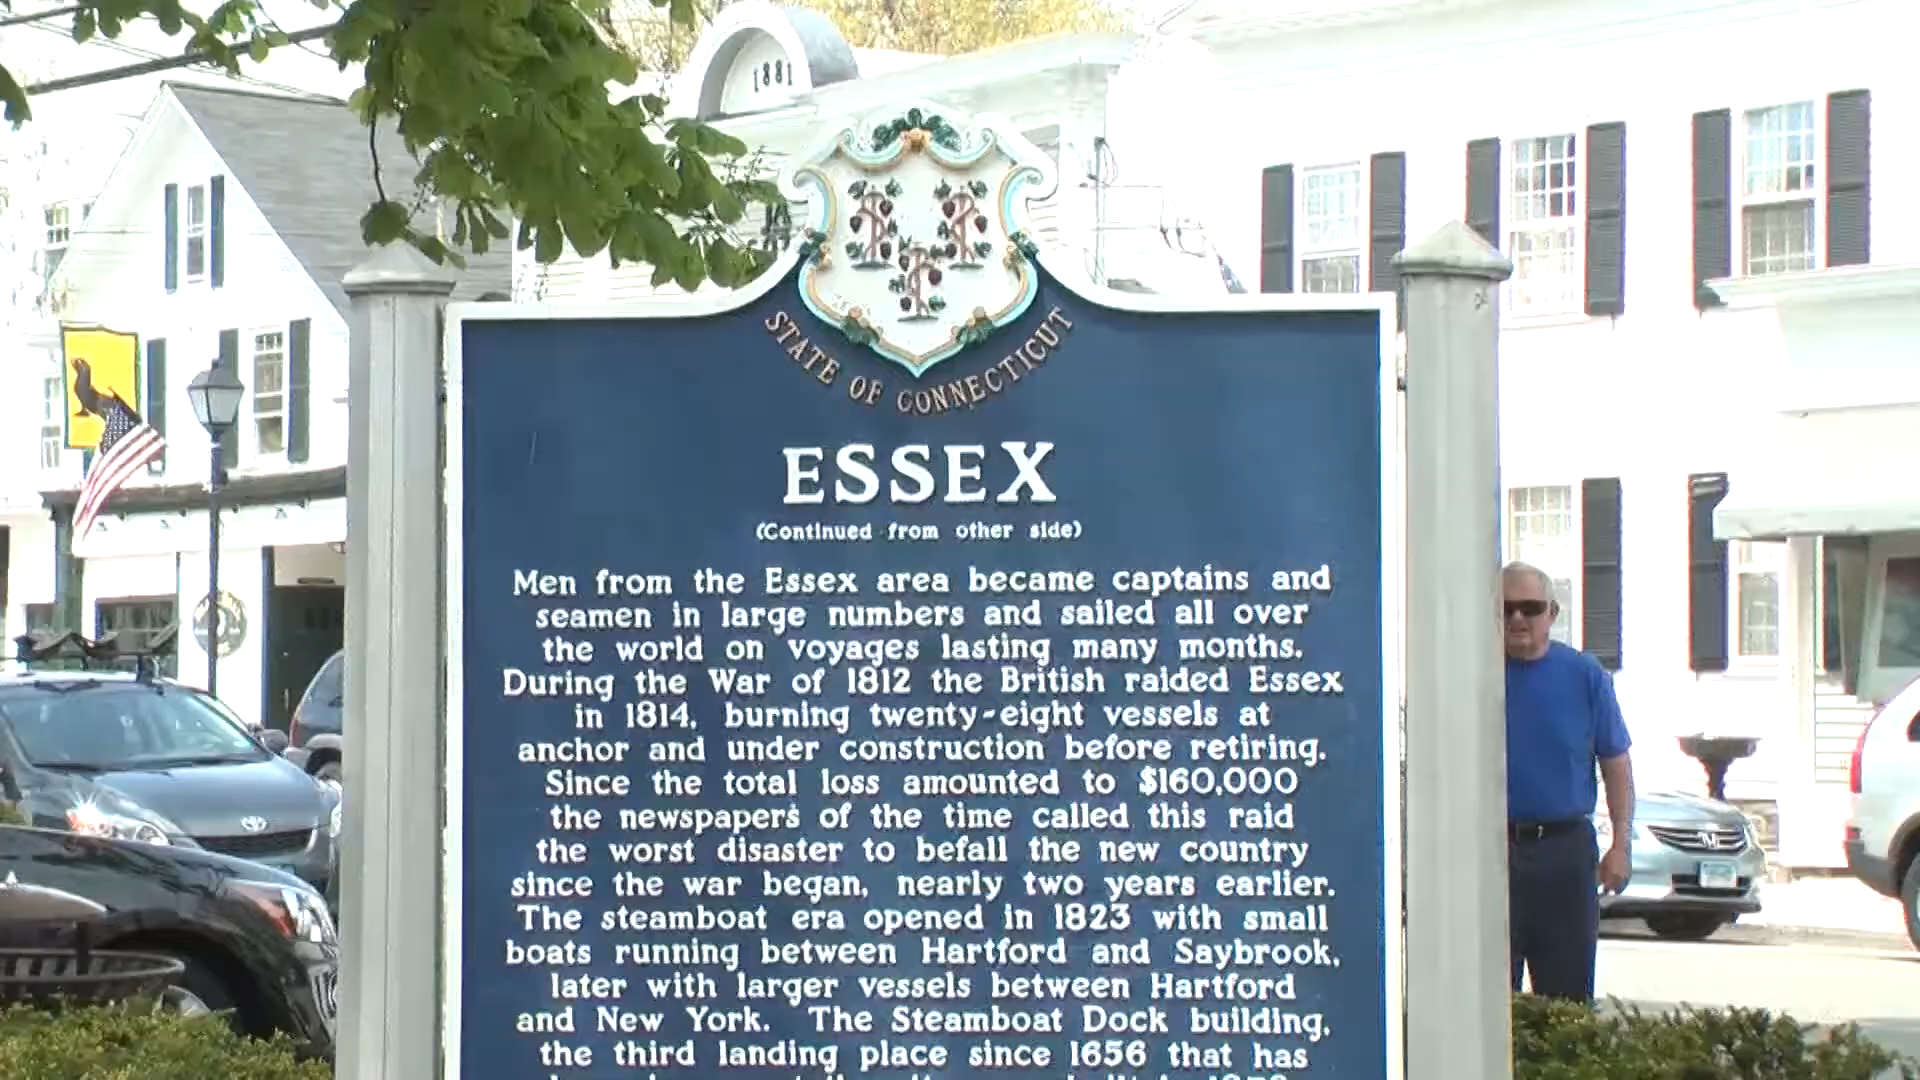 1881
STATE OF CONNECTICUT
ESSEX
(Continued from other side)
Men from the Essex area became captains and
seamen in large numbers and sailed all over
the world on voyages lasting many months.
During the War of 1812 the British raided Essex
in 1814, burning twenty-eight vessels at
anchor and under construction before retiring.
Since the total loss amounted to $160,000
the newspapers of the time called this raid
the worst disaster to befall the new country
since the war began, nearly two years earlier.
The steamboat era opened in 1823 with small
boats running between Hartford and Saybrook,
later with larger vessels between Hartford
and New York. The Steamboat Dock building,
the third landing place since 1656 that has